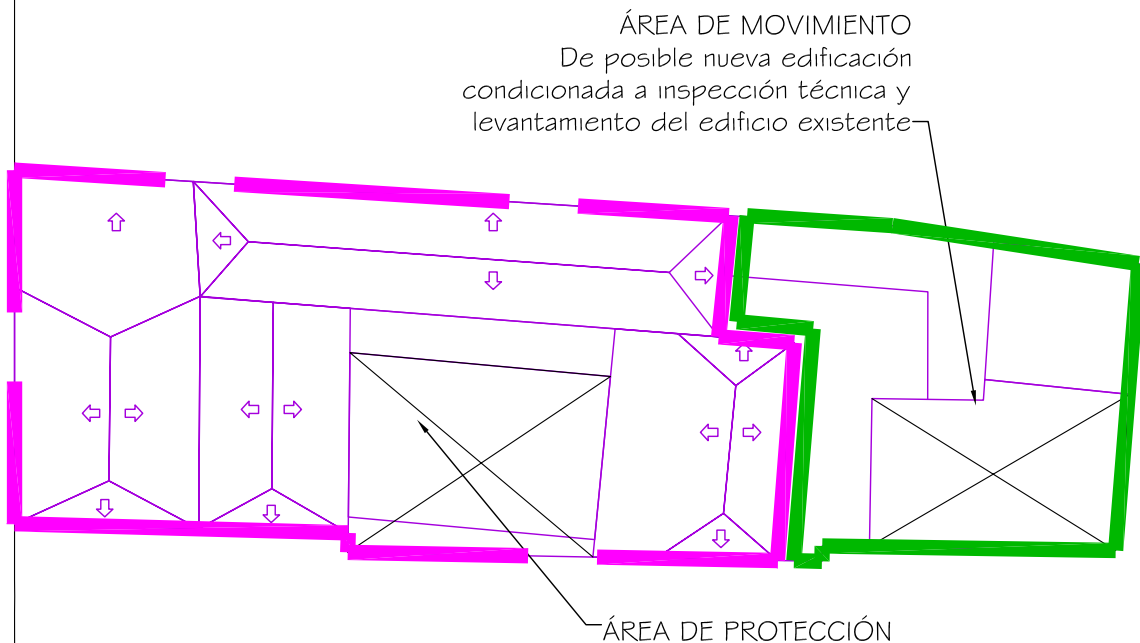 ÁREA DE MOVIMIENTO
De posible nueva edificación
condicionada a inspección técnica y
levantamiento del edificio existente
ÁREA DE PROTECCIÓN